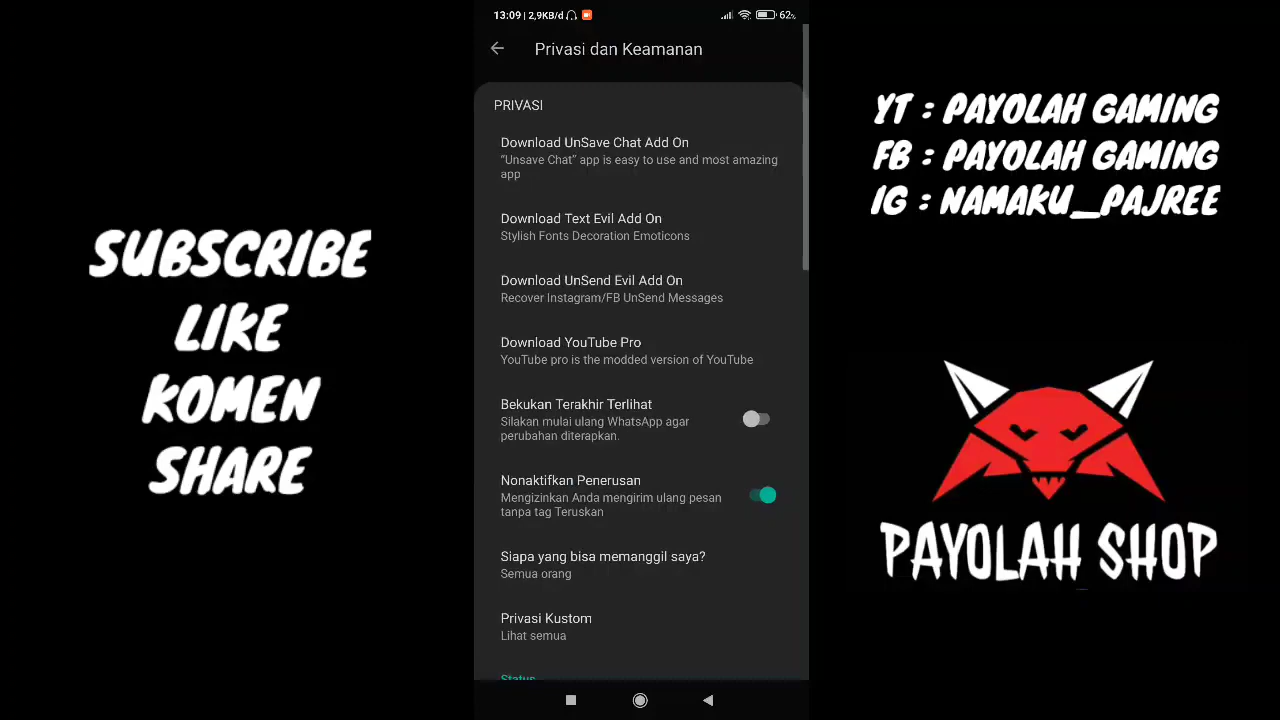 SUBSCRIBE
LIKE
KOMEN
SHARE
13:09 | 2,9KB/d
62%
Privasi dan Keamanan
PRIVASI
Download UnSave Chat Add On
“Unsave Chat” app is easy to use and most amazing
app
Download Text Evil Add On
Stylish Fonts Decoration Emoticons
Download UnSend Evil Add On
Recover Instagram/FB UnSend Messages
Download YouTube Pro
YouTube pro is the modded version of YouTube
Bekukan Terakhir Terlihat
Silakan mulai ulang WhatsApp agar
perubahan diterapkan.
Nonaktifkan Penerusan
Mengizinkan Anda mengirim ulang pesan
tanpa tag Teruskan
Siapa yang bisa memanggil saya?
Semua orang
Privasi Kustom
Lihat semua
Status
YT : PAYOLAH GAMING
FB : PAYOLAH GAMING
IG : NAMAKU_PAJREE
PAYOLAH SHOP